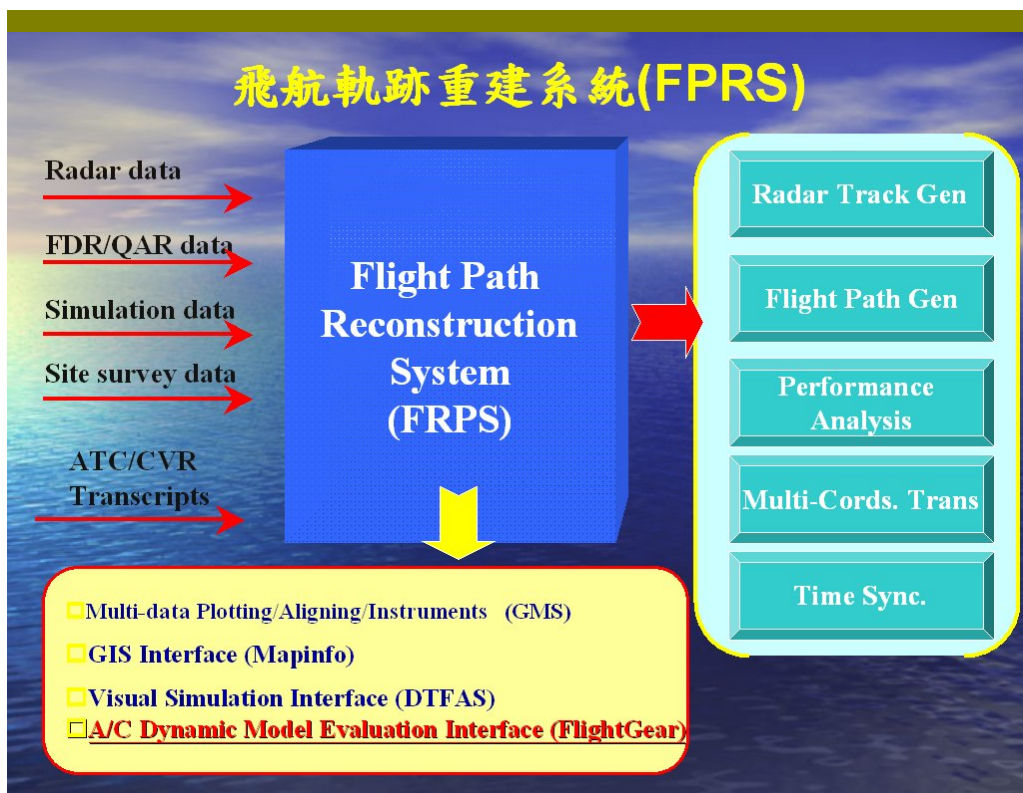 飛航軌跡重建系統(FPRS)
Radar data
FDR/QAR data
Simulation data
Site survey data
ATC/CVR
Transcripts
Flight Path
Reconstruction
System
(FRPS)
Radar Track Gen
Flight Path Gen
Performance
Analysis
Multi-Cords. Trans
Time Sync.
Multi-data Plotting/Aligning/Instruments (GMS)
GIS Interface (Mapinfo)
Visual Simulation Interface (DTFAS)
A/C Dynamic Model Evaluation Interface (FlightGear)